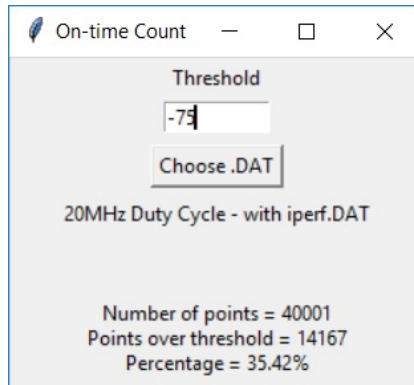 On-time Count
Threshold
-75
Choose .DAT
20MHz Duty Cycle - with iperf.DAT
Number of points = 40001
Points over threshold = 14167
Percentage = 35.42%